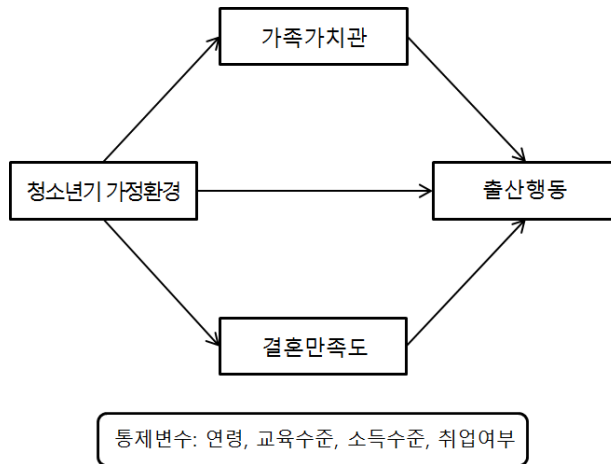 가족가치관
청소년기 가정환경
출산행동
결혼만족도
통제변수: 연령, 교육수준, 소득수준, 취업여부